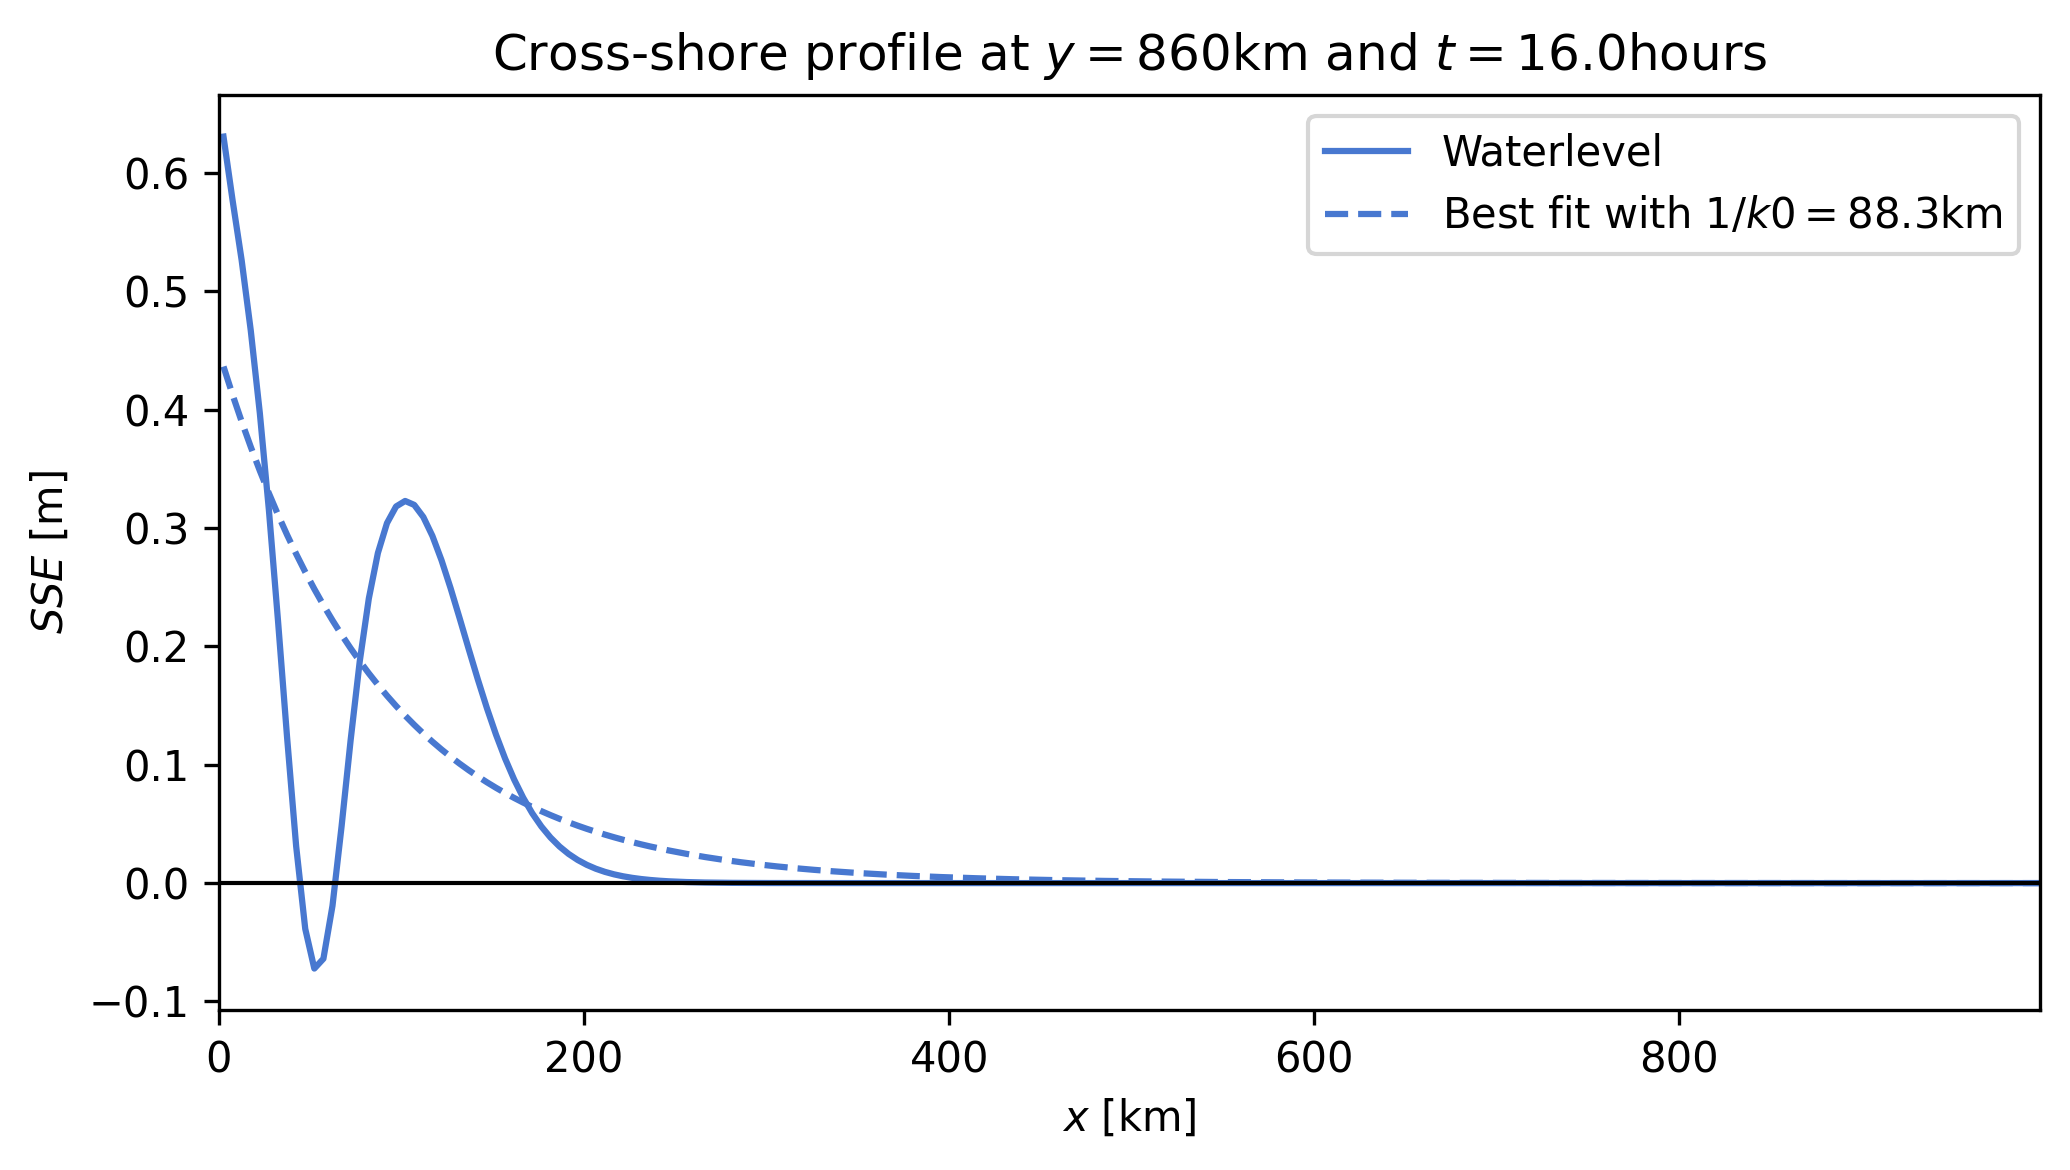 Cross-shore profile at y = 860km and t = 16.0hours
Waterlevel
Best fit with 1/k0 = 88.3km
SSE [m]
0.6
0.5
0.4
0.3
0.2
0.1
0.0
−0.1
0 200 400 600 800
x [km]